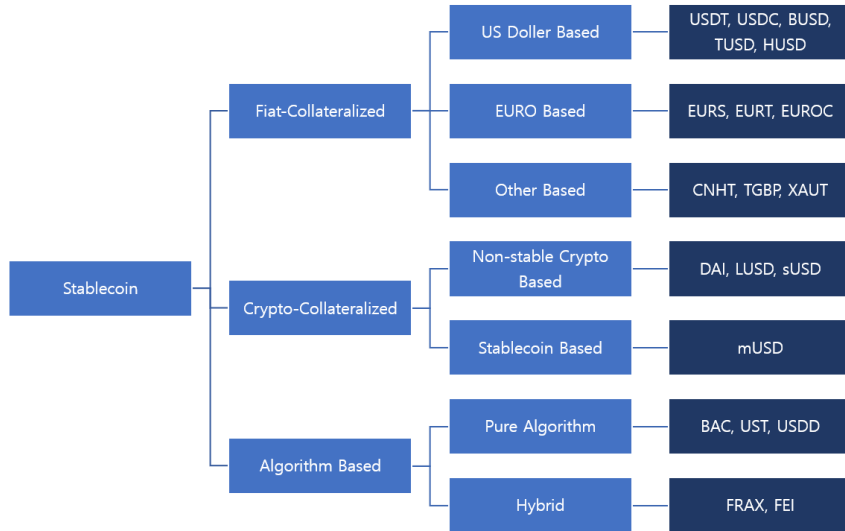 Stablecoin
Fiat-Collateralized
US Doller Based
USDT, USDC, BUSD,
TUSD, HUSD
EURO Based
EURS, EURT, EUROC
Other Based
CNHT, TGBP, XAUT
Crypto-Collateralized
Non-stable Crypto
Based
DAI, LUSD, sUSD
Stablecoin Based
mUSD
Algorithm Based
Pure Algorithm
BAC, UST, USDD
Hybrid
FRAX, FEI